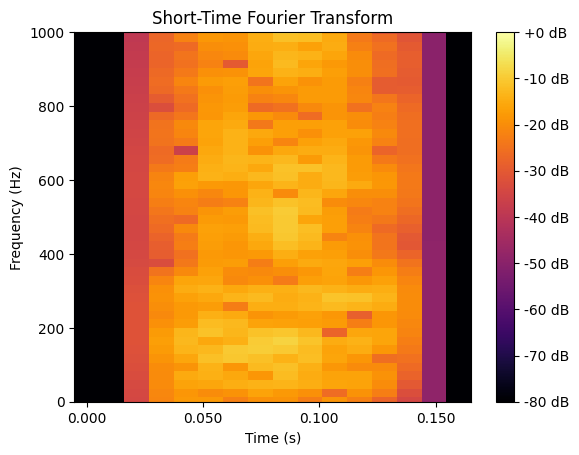 Short-Time Fourier Transform
Frequency (Hz)
1000
800
600
400
200
0
0.000
0.050
0.100
0.150
Time (s)
+0 dB
-10 dB
-20 dB
-30 dB
-40 dB
-50 dB
-60 dB
-70 dB
-80 dB